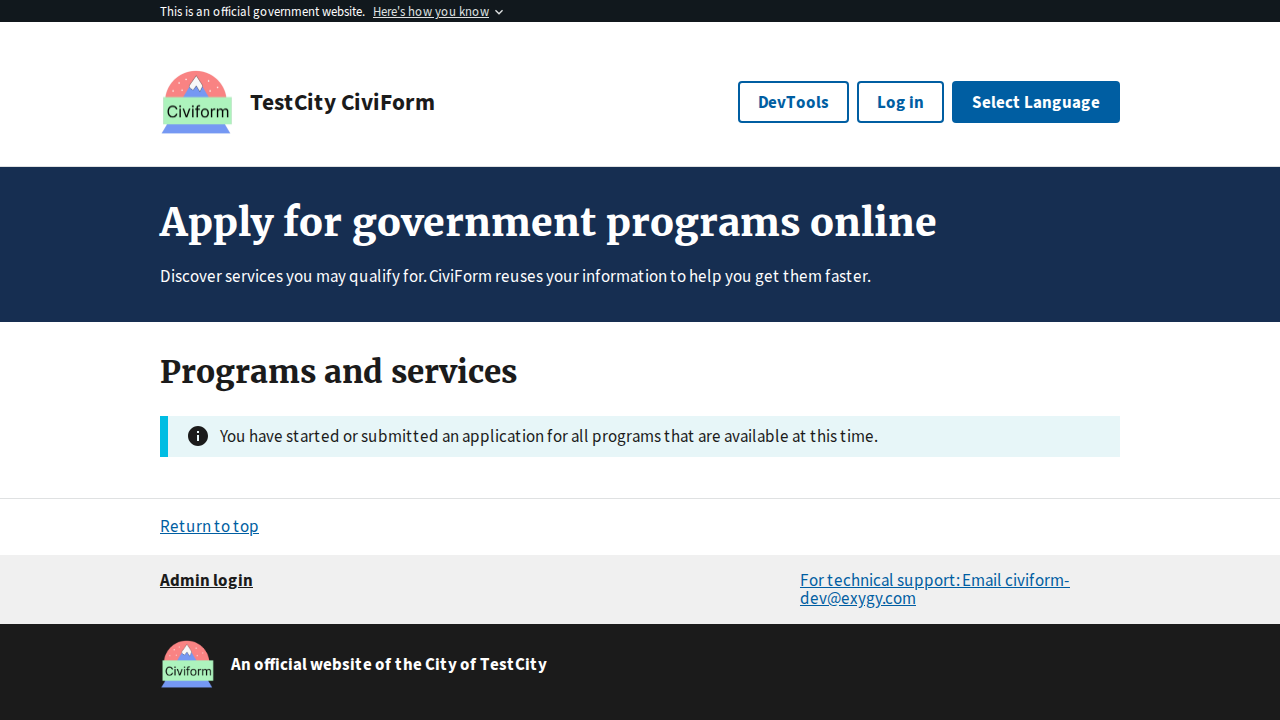 This is an official government website. Here's how you know
Civiform
TestCity CiviForm
DevTools
Log in
Select Language
Apply for government programs online
Discover services you may qualify for. CiviForm reuses your information to help you get them faster.
Programs and services
You have started or submitted an application for all programs that are available at this time.
Return to top
Admin login
For technical support: Email civiform-
dev@exygy.com
Civiform
An official website of the City of TestCity